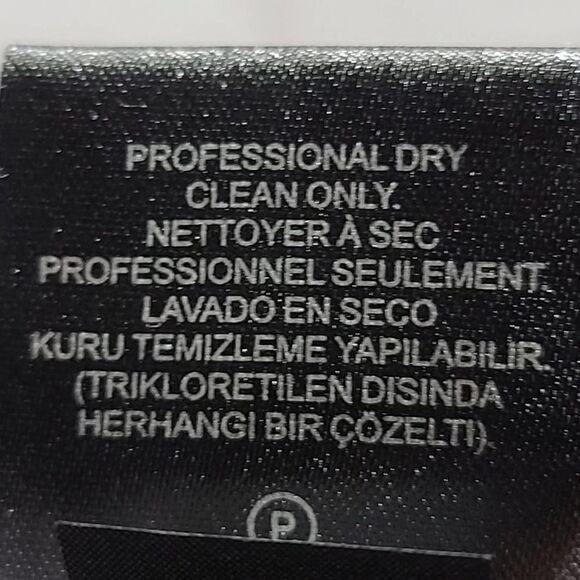 PROFESSIONAL DRY
CLEAN ONLY.
NETTOYER À SEC
PROFESSIONNEL SEULEMENT.
LAVADO EN SECO
KURU TEMIZLEME YAPILABILIR.
(TRIKLORETILEN DISINDA
HERHANGI BIR ÇÖZELTI).
P